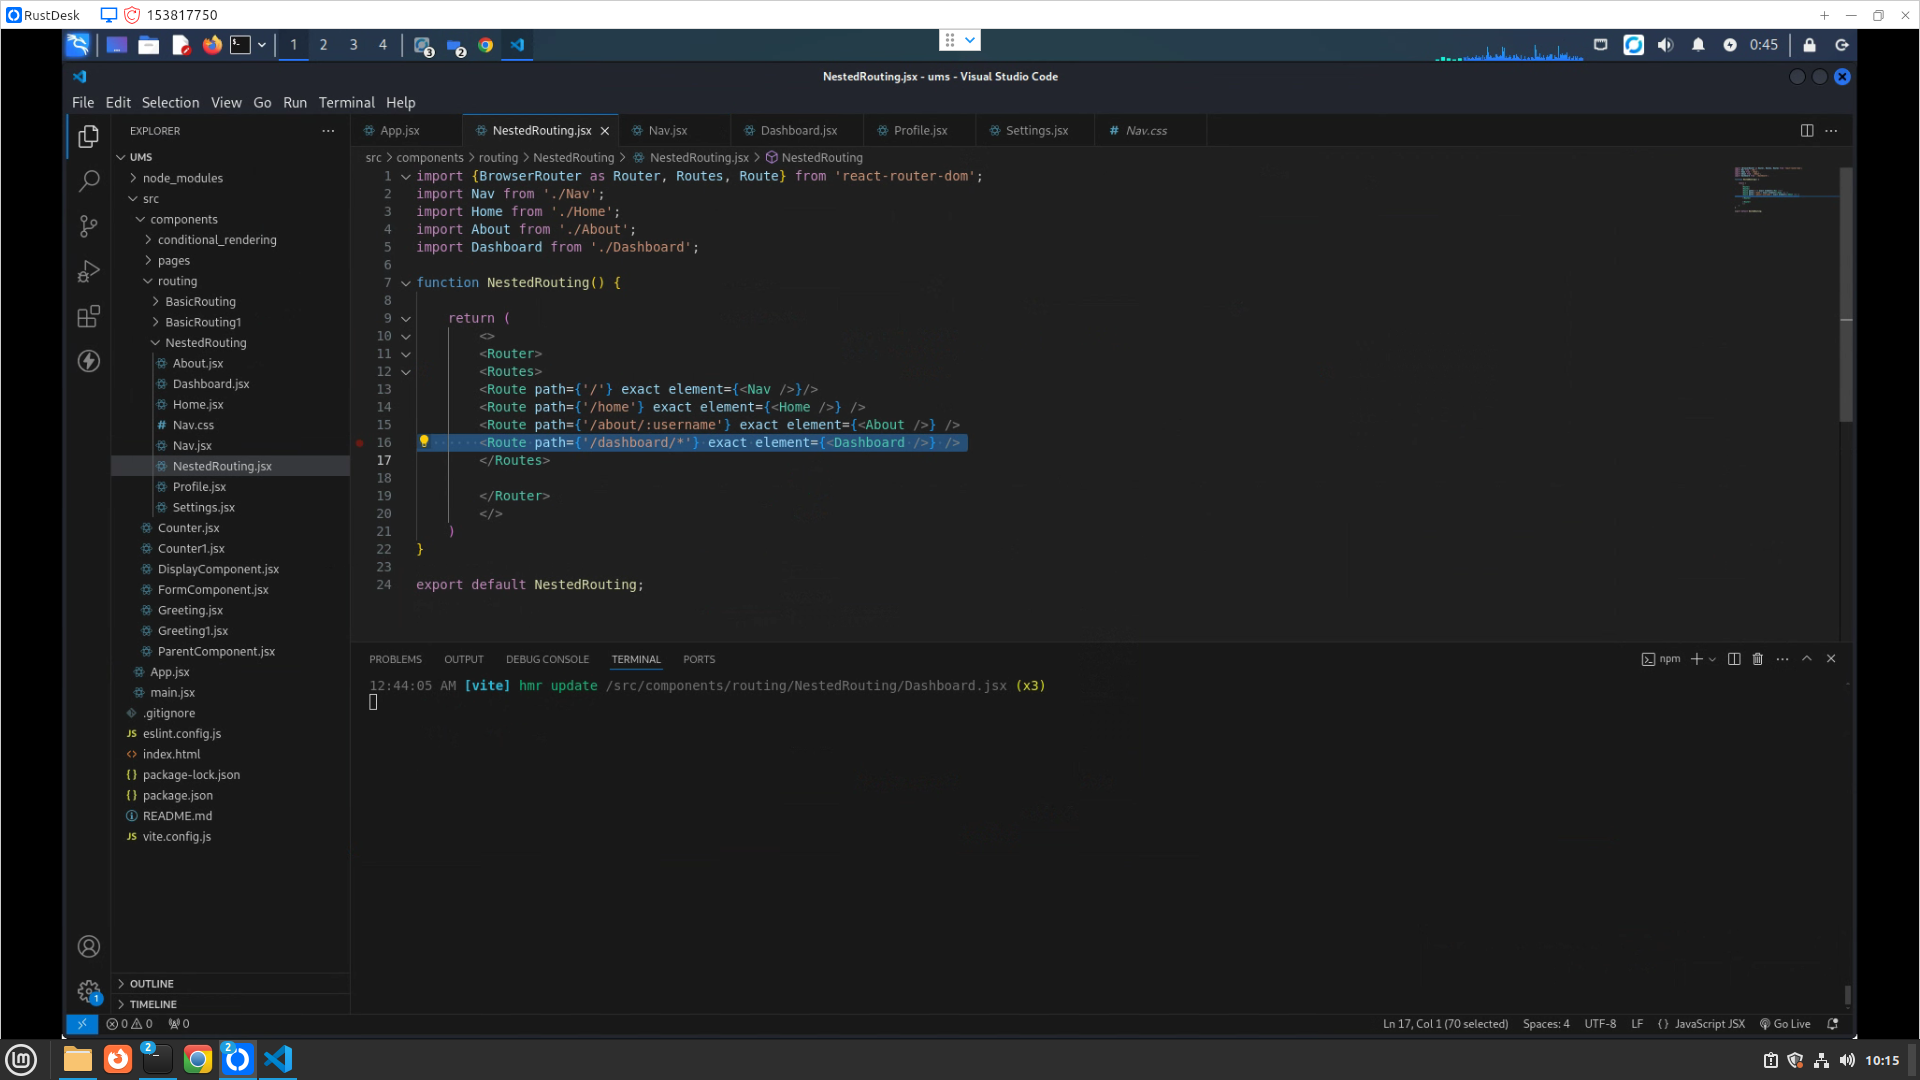 RustDesk 153817750
1 2 3 4 3 2 0:45
NestedRouting.jsx - ums - Visual Studio Code
File Edit Selection View Go Run Terminal Help
EXPLORER
App.jsx NestedRouting.jsx Nav.jsx Dashboard.jsx Profile.jsx Settings.jsx # Nav.css
UMS
node_modules
src
components
conditional_rendering
pages
routing
BasicRouting
BasicRouting1
NestedRouting
About.jsx
Dashboard.jsx
Home.jsx
# Nav.css
Nav.jsx
NestedRouting.jsx
Profile.jsx
Settings.jsx
Counter.jsx
Counter1.jsx
DisplayComponent.jsx
FormComponent.jsx
Greeting.jsx
Greeting1.jsx
ParentComponent.jsx
App.jsx
main.jsx
.gitignore
JS eslint.config.js
<> index.html
{} package-lock.json
{} package.json
README.md
JS vite.config.js
OUTLINE
TIMELINE
src > components > routing > NestedRouting > NestedRouting.jsx > NestedRouting
1 import {BrowserRouter as Router, Routes, Route} from 'react-router-dom';
2 import Nav from './Nav';
3 import Home from './Home';
4 import About from './About';
5 import Dashboard from './Dashboard';
6
7 function NestedRouting() {
8
9 return (
10 <>
11 <Router>
12 <Routes>
13 <Route path={'/'} exact element={<Nav />}/>
14 <Route path={'/home'} exact element={<Home />} />
15 <Route path={'/about/:username'} exact element={<About />} />
16 <Route path={'/dashboard/*'} exact element={<Dashboard />} />
17 </Routes>
18
19 </Router>
20 </>
21 )
22 }
23
24 export default NestedRouting;
PROBLEMS OUTPUT DEBUG CONSOLE TERMINAL PORTS npm
12:44:05 AM [vite] hmr update /src/components/routing/NestedRouting/Dashboard.jsx (x3)
1
0 0 0 Ln 17, Col 1 (70 selected) Spaces: 4 UTF-8 LF {} JavaScript JSX Go Live
2 2 10:15